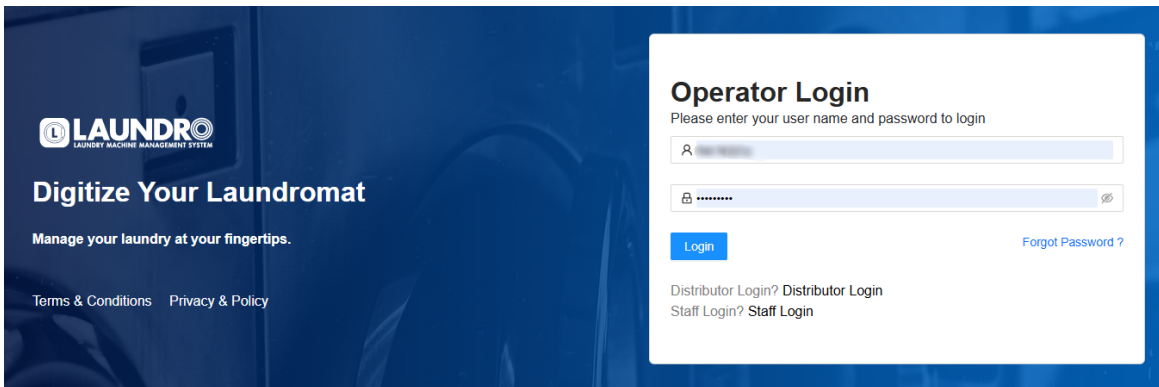 LAUNDRO
LAUNDRY MACHINE MANAGEMENT SYSTEM
Digitize Your Laundromat
Manage your laundry at your fingertips.
Terms & Conditions Privacy & Policy
Operator Login
Please enter your user name and password to login
•••••••••
Login Forgot Password ?
Distributor Login? Distributor Login
Staff Login? Staff Login